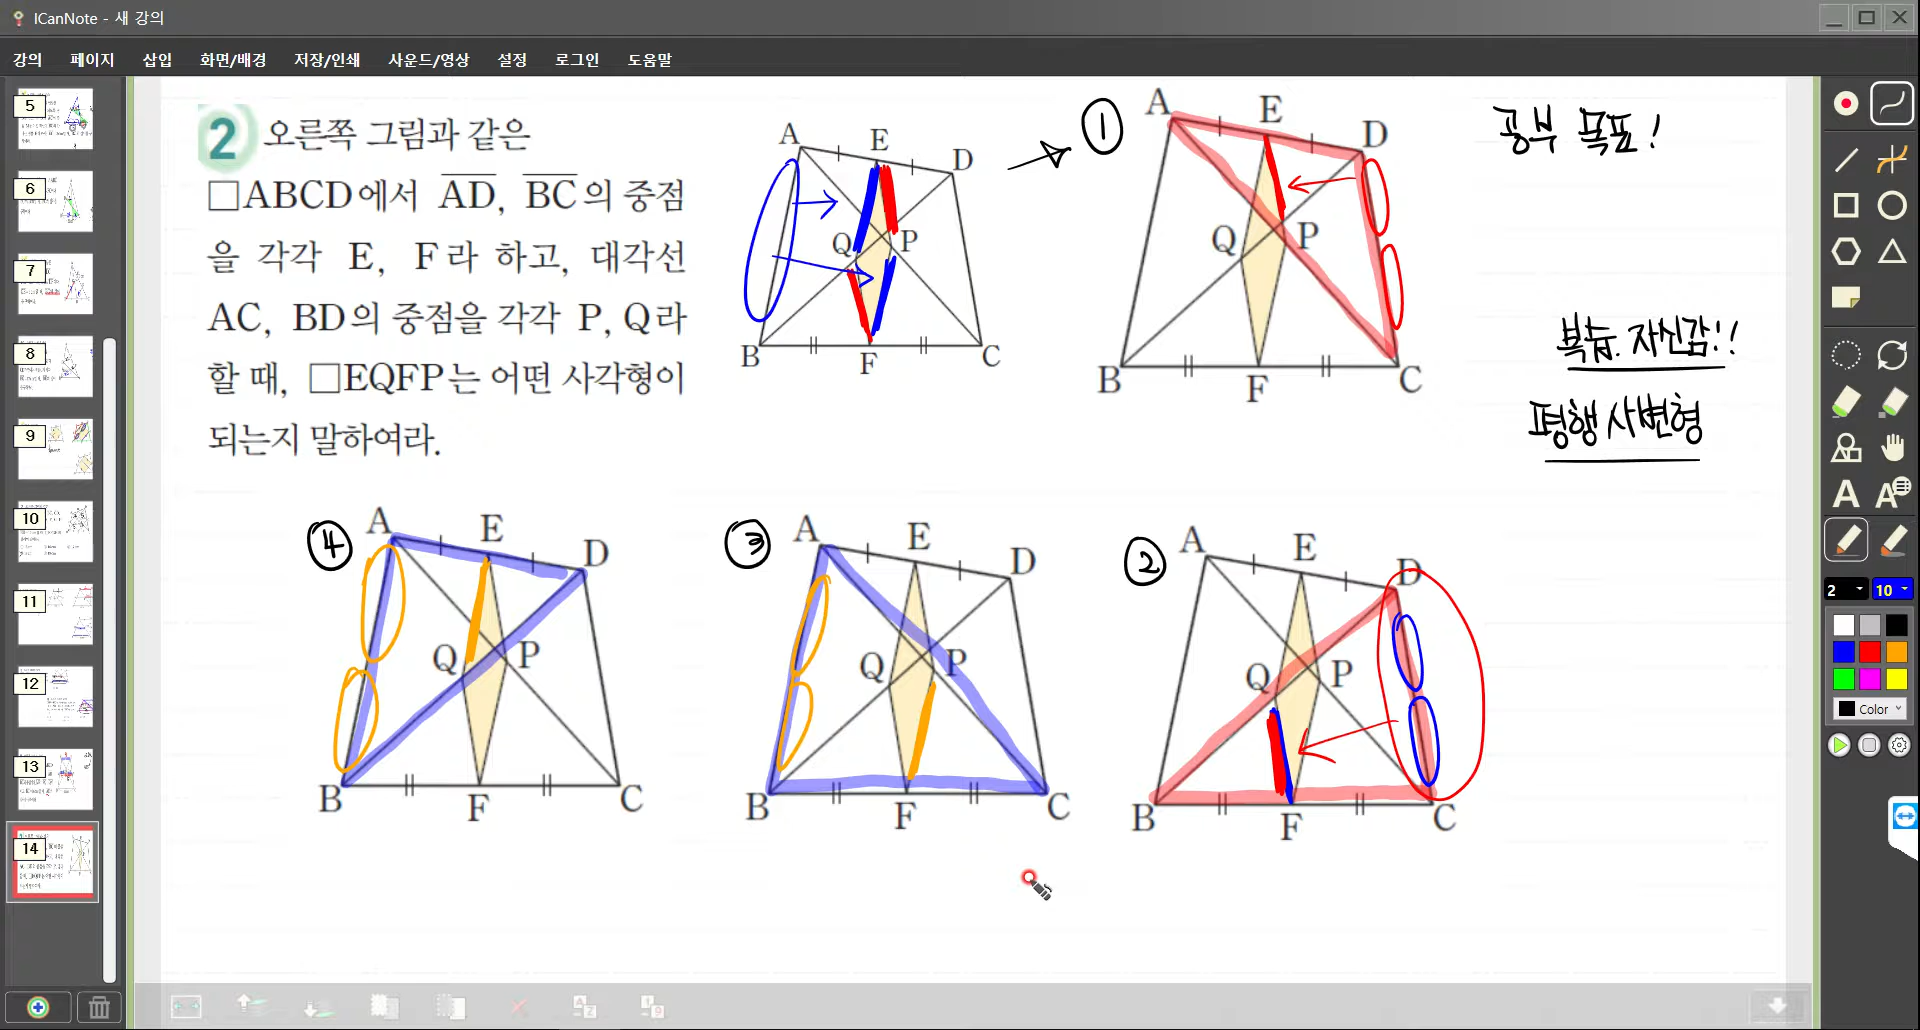 ICanNote - 새 강의
강의 페이지 삽입 화면/배경 저장/인쇄 사운드/영상 설정 로그인 도움말
5
6
7
8
9
10
11
12
13
14
2 오른쪽 그림과 같은
□ABCD에서 AD, BC의 중점
을 각각 E, F라 하고, 대각선
AC, BD의 중점을 각각 P, Q라
할 때, □EQFP는 어떤 사각형이
되는지 말하여라.
A E D
Q P
B F C
①
A E D
Q P
B F C
공부 목표!
복습. 자신감!!
평행사변형
④
A E D
Q P
B F C
③
A E D
Q P
B F C
②
A E D
Q P
B F C
A A
2 10
Color